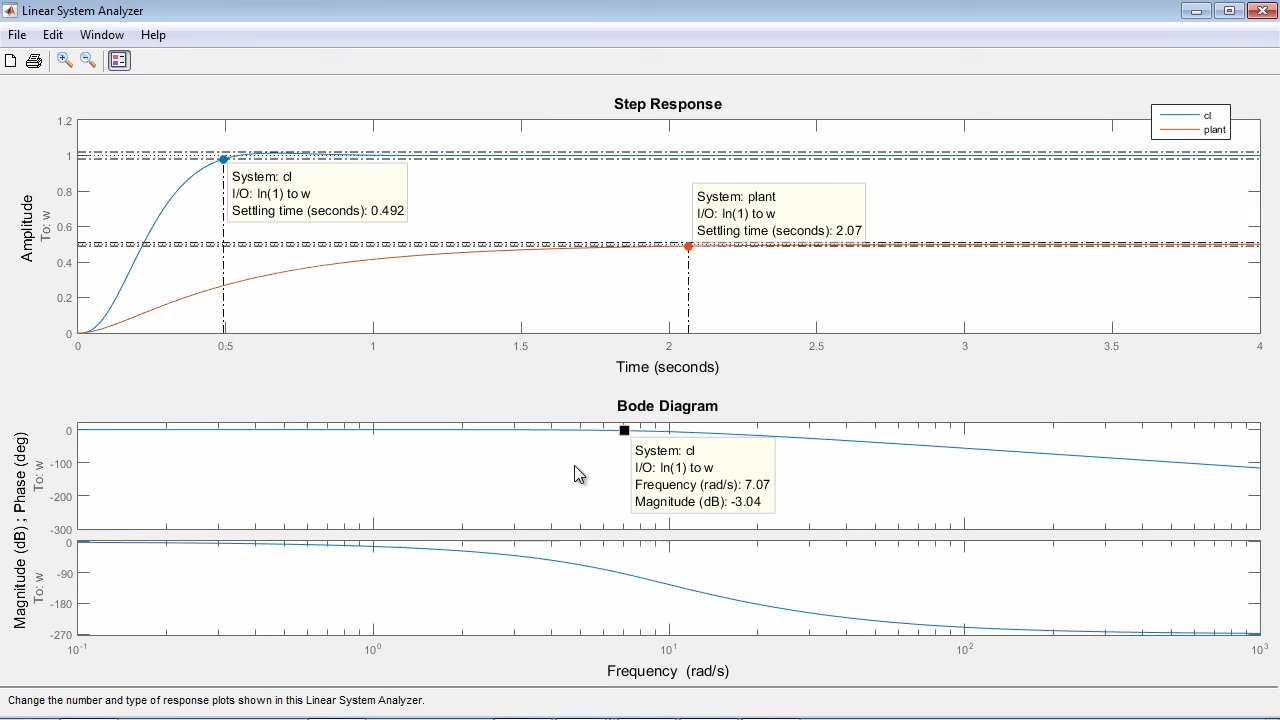 Linear System Analyzer
File Edit Window Help
Step Response
cl
plant
1.2
1
0.8
0.6
0.4
0.2
0
Amplitude
To: w
System: cl
I/O: In(1) to w
Settling time (seconds): 0.492
System: plant
I/O: In(1) to w
Settling time (seconds): 2.07
0 0.5 1 1.5 2 2.5 3 3.5 4
Time (seconds)
Bode Diagram
Magnitude (dB) ; Phase (deg)
To: w
0
-100
-200
-300
System: cl
I/O: In(1) to w
Frequency (rad/s): 7.07
Magnitude (dB): -3.04
To: w
0
-90
-180
-270
10⁻¹ 10⁰ 10¹ 10² 10³
Frequency (rad/s)
Change the number and type of response plots shown in this Linear System Analyzer.